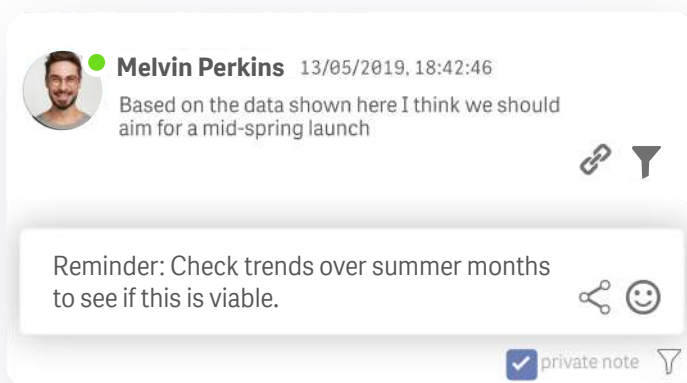 Melvin Perkins 13/05/2019, 18:42:46
Based on the data shown here I think we should
aim for a mid-spring launch
Reminder: Check trends over summer months
to see if this is viable.
private note